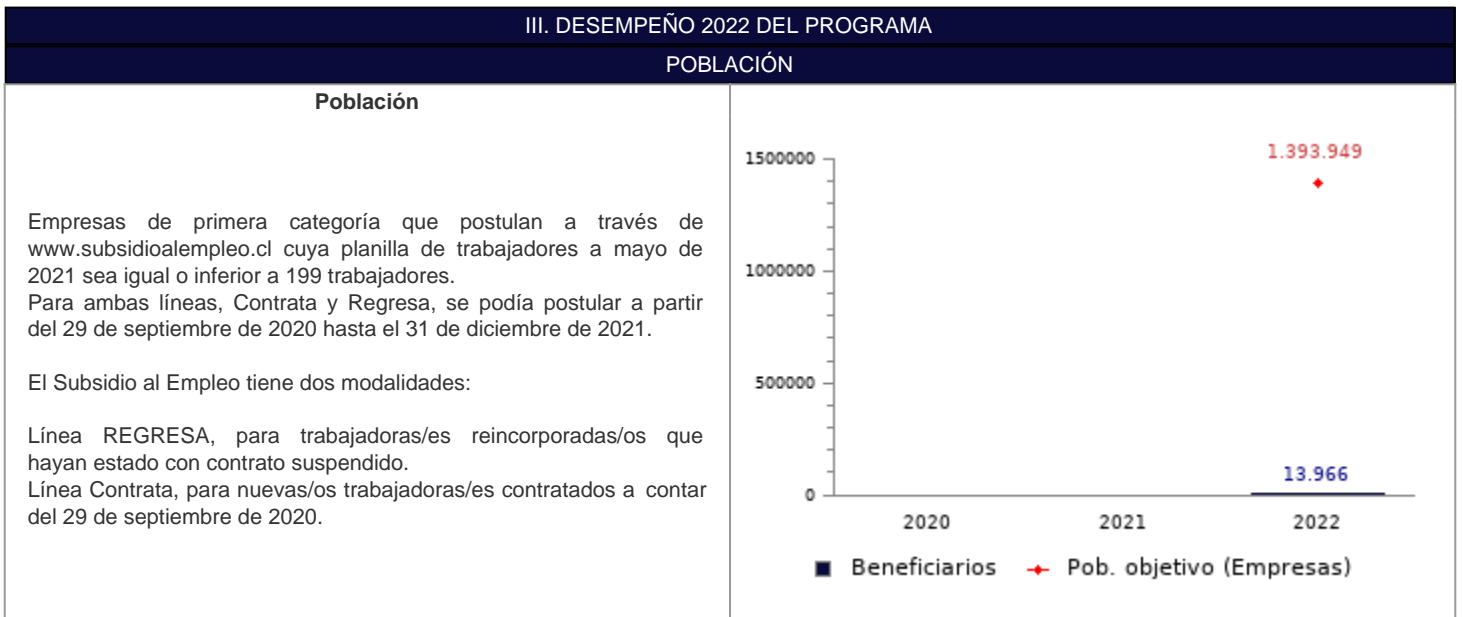 III. DESEMPEÑO 2022 DEL PROGRAMA
POBLACIÓN
Población
Empresas de primera categoría que postulan a través de
www.subsidioalempleo.cl cuya planilla de trabajadores a mayo de
2021 sea igual o inferior a 199 trabajadores.
Para ambas líneas, Contrata y Regresa, se podía postular a partir
del 29 de septiembre de 2020 hasta el 31 de diciembre de 2021.
El Subsidio al Empleo tiene dos modalidades:
Línea REGRESA, para trabajadoras/es reincorporadas/os que
hayan estado con contrato suspendido.
Línea Contrata, para nuevas/os trabajadoras/es contratados a contar
del 29 de septiembre de 2020.
1.393.949
1500000
1000000
500000
13.966
0
2020 2021 2022
Beneficiarios Pob. objetivo (Empresas)